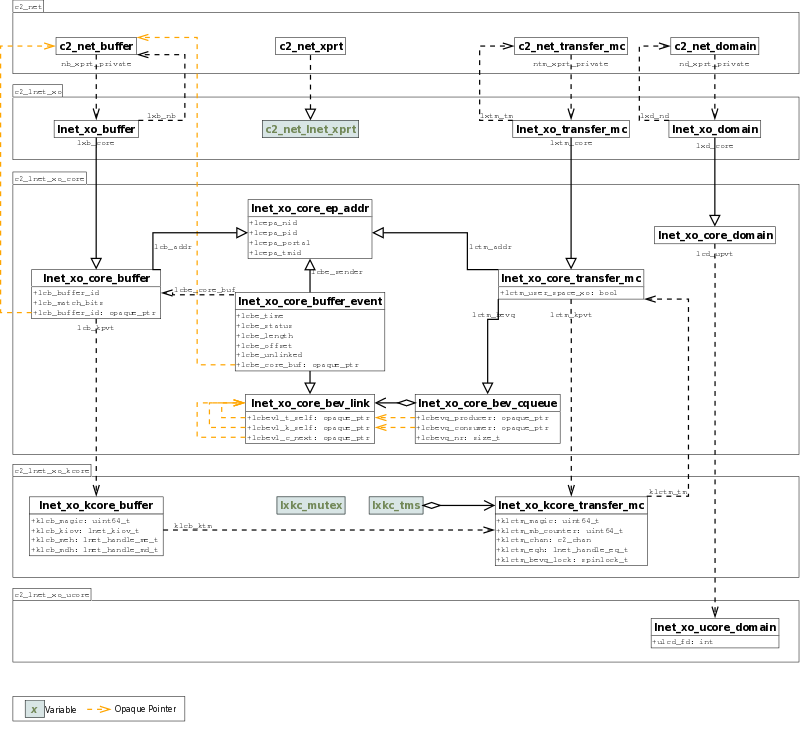 c2_net
c2_net_buffer
c2_net_xprt
c2_net_transfer_mc
c2_net_domain
nb_xprt_private
ntm_xprt_private
nd_xprt_private
c2_lnet_xo
lxb_nb
lxtm_tm
lxd_nd
lnet_xo_buffer
c2_net_lnet_xprt
lnet_xo_transfer_mc
lnet_xo_domain
lxb_core
lxtm_core
lxd_core
c2_lnet_xo_core
lnet_xo_core_ep_addr
+lcepa_nid
+lcepa_pid
+lcepa_portal
+lcepa_tmid
lnet_xo_core_domain
lcb_addr
lctm_addr
lcd_upvt
lcbe_sender
lnet_xo_core_buffer
+lcb_buffer_id
+lcb_match_bits
+lcb_buffer_id: opaque_ptr
lcbe_core_buf
lnet_xo_core_transfer_mc
+lctm_user_space_xo: bool
lnet_xo_core_buffer_event
+lcbe_time
+lcbe_status
+lcbe_length
+lcbe_offset
+lcbe_unlinked
+lcbe_core_buf: opaque_ptr
lctm_bevq
lctm_kpvt
lcb_kpvt
lnet_xo_core_bev_link
+lcbevl_t_self: opaque_ptr
+lcbevl_k_self: opaque_ptr
+lcbevl_c_next: opaque_ptr
lnet_xo_core_bev_cqueue
+lcbevq_producer: opaque_ptr
+lcbevq_consumer: opaque_ptr
+lcbevq_nr: size_t
c2_lnet_xo_kcore
klctm_tm
lnet_xo_kcore_buffer
+klcb_magic: uint64_t
+klcb_kiov: lnet_kiov_t
+klcb_meh: lnet_handle_me_t
+klcb_mdh: lnet_handle_md_t
klcb_ktm
lxkc_mutex
lxkc_tms
lnet_xo_kcore_transfer_mc
+klctm_magic: uint64_t
+klctm_mb_counter: uint64_t
+klctm_chan: c2_chan
+klctm_eqh: lnet_handle_eq_t
+klctm_bevq_lock: spinlock_t
c2_lnet_xo_ucore
lnet_xo_ucore_domain
+ulcd_fd: int
x Variable
Opaque Pointer